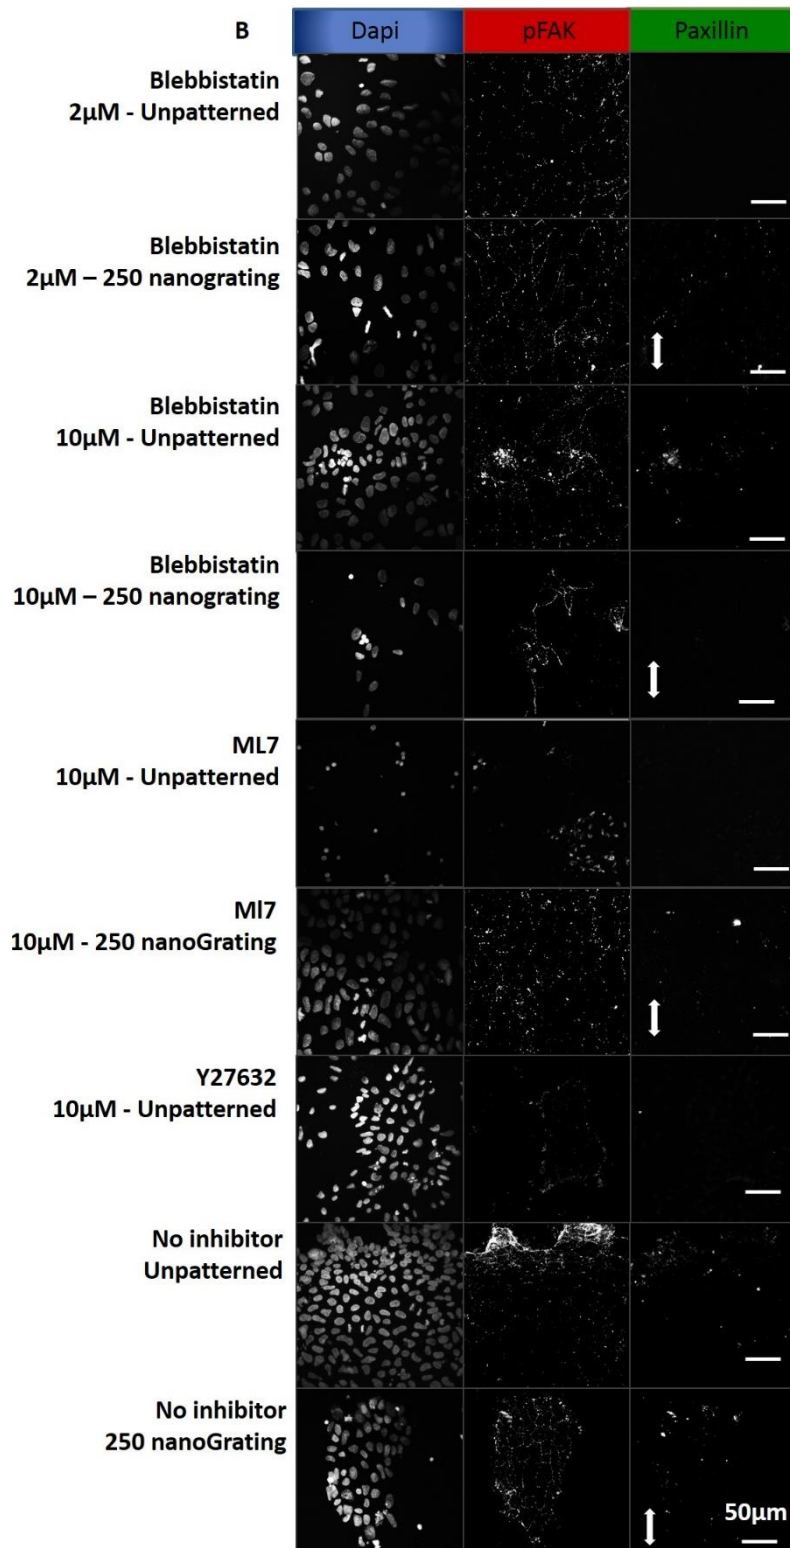 B
Dapi
pFAK
Paxillin
Blebbistatin
2µM - Unpatterned
Blebbistatin
2µM – 250 nanograting
Blebbistatin
10µM - Unpatterned
Blebbistatin
10µM – 250 nanograting
ML7
10µM - Unpatterned
Ml7
10µM - 250 nanoGrating
Y27632
10µM - Unpatterned
No inhibitor
Unpatterned
No inhibitor
250 nanoGrating
50µm